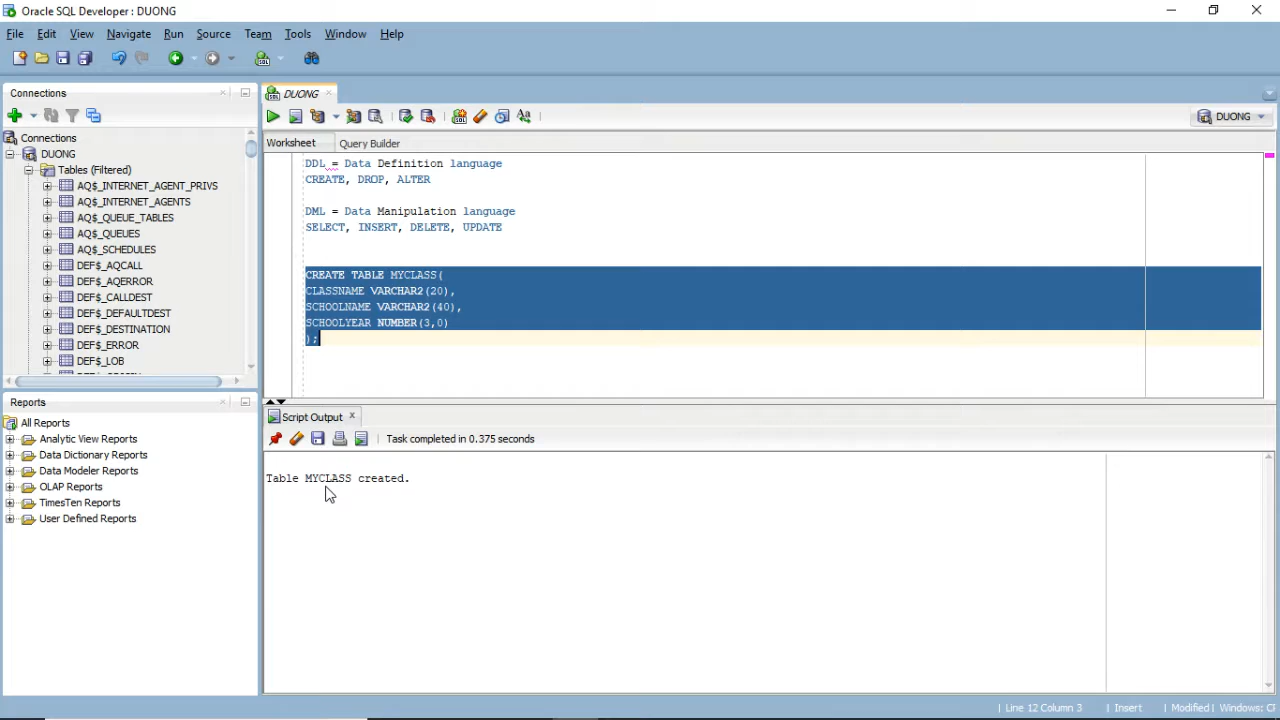 Oracle SQL Developer : DUONG
File Edit View Navigate Run Source Team Tools Window Help
Connections
Connections
DUONG
Tables (Filtered)
AQ$_INTERNET_AGENT_PRIVS
AQ$_INTERNET_AGENTS
AQ$_QUEUE_TABLES
AQ$_QUEUES
AQ$_SCHEDULES
DEF$_AQCALL
DEF$_AQERROR
DEF$_CALLDEST
DEF$_DEFAULTDEST
DEF$_DESTINATION
DEF$_ERROR
DEF$_LOB
Reports
All Reports
Analytic View Reports
Data Dictionary Reports
Data Modeler Reports
OLAP Reports
TimesTen Reports
User Defined Reports
DUONG
DUONG
Worksheet Query Builder
DDL = Data Definition language
CREATE, DROP, ALTER
DML = Data Manipulation language
SELECT, INSERT, DELETE, UPDATE
CREATE TABLE MYCLASS(
CLASSNAME VARCHAR2(20),
SCHOOLNAME VARCHAR2(40),
SCHOOLYEAR NUMBER(3,0)
);
Script Output
Task completed in 0.375 seconds
Table MYCLASS created.
Line 12 Column 3 Insert Modified Windows: CF